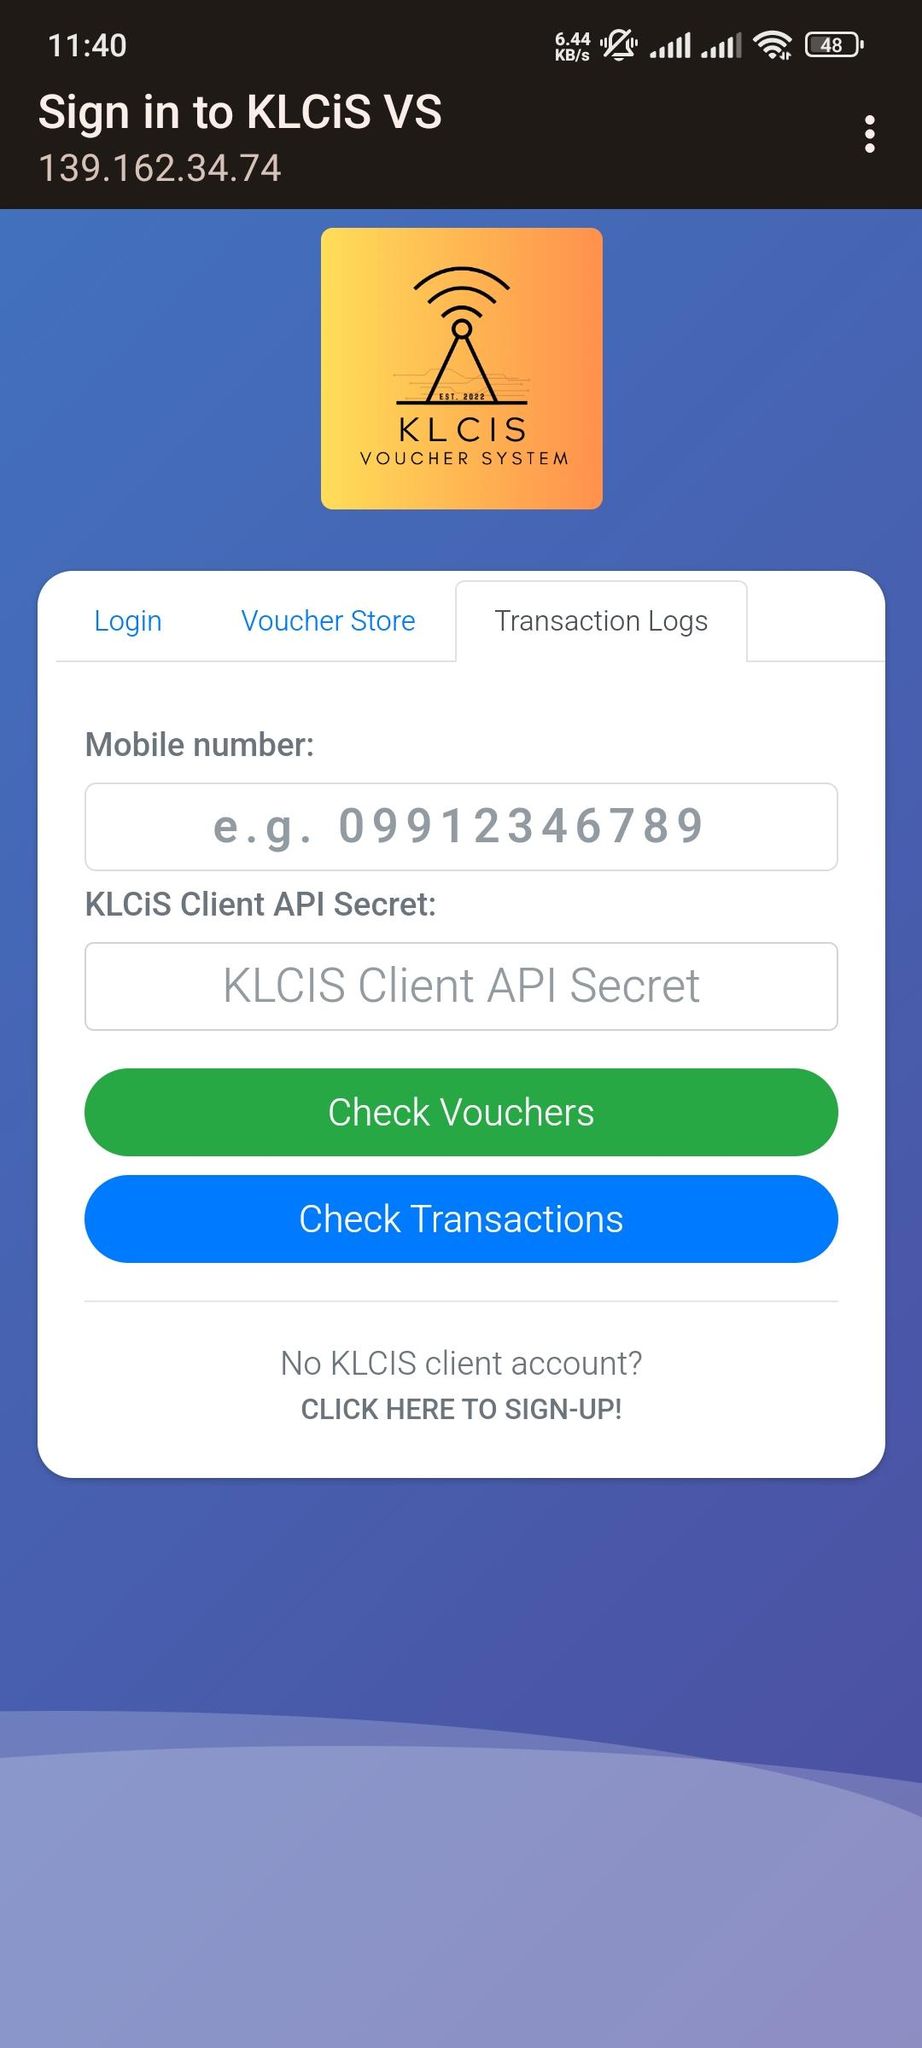 11:40
6.44
KB/s
48
Sign in to KLCiS VS
139.162.34.74
EST. 2022
KLCIS
VOUCHER SYSTEM
Login
Voucher Store
Transaction Logs
Mobile number:
e.g. 09912346789
KLCiS Client API Secret:
KLCIS Client API Secret
Check Vouchers
Check Transactions
No KLCIS client account?
CLICK HERE TO SIGN-UP!